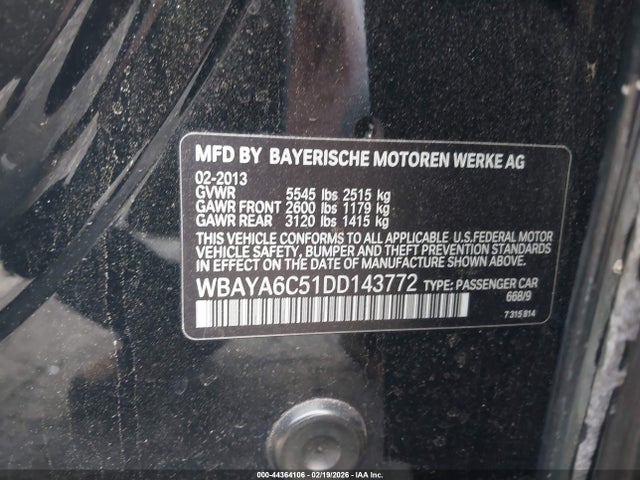 MFD BY BAYERISCHE MOTOREN WERKE AG
02-2013
GVWR 5545 lbs 2515 kg
GAWR FRONT 2600 lbs 1179 kg
GAWR REAR 3120 lbs 1415 kg
THIS VEHICLE CONFORMS TO ALL APPLICABLE U.S.FEDERAL MOTOR
VEHICLE SAFETY, BUMPER AND THEFT PREVENTION STANDARDS
IN EFFECT ON THE DATE OF MANUFACTURE SHOWN ABOVE.
WBAYA6C51DD143772 TYPE: PASSENGER CAR
668/9
7 315 814
000-44364106 - 02/19/2026 - IAA Inc.